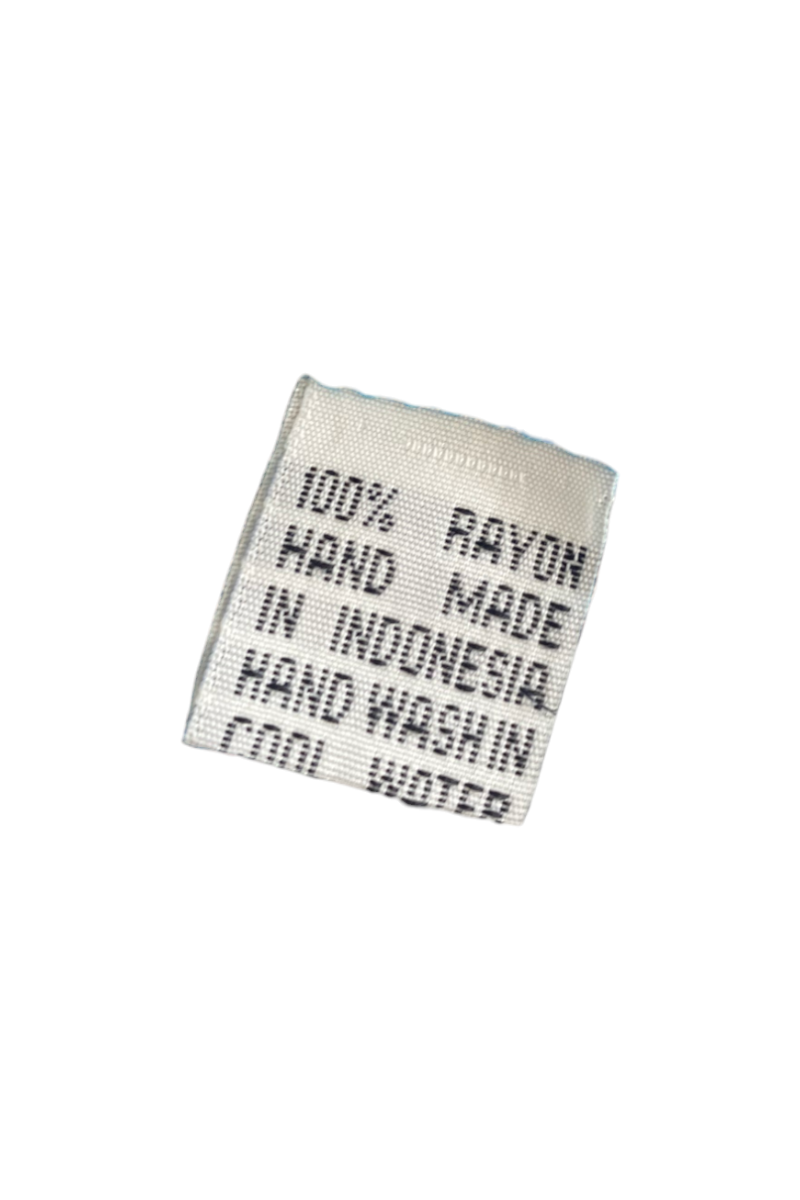 100% RAYON
HAND MADE
IN INDONESIA
HAND WASH IN
COOL WATER